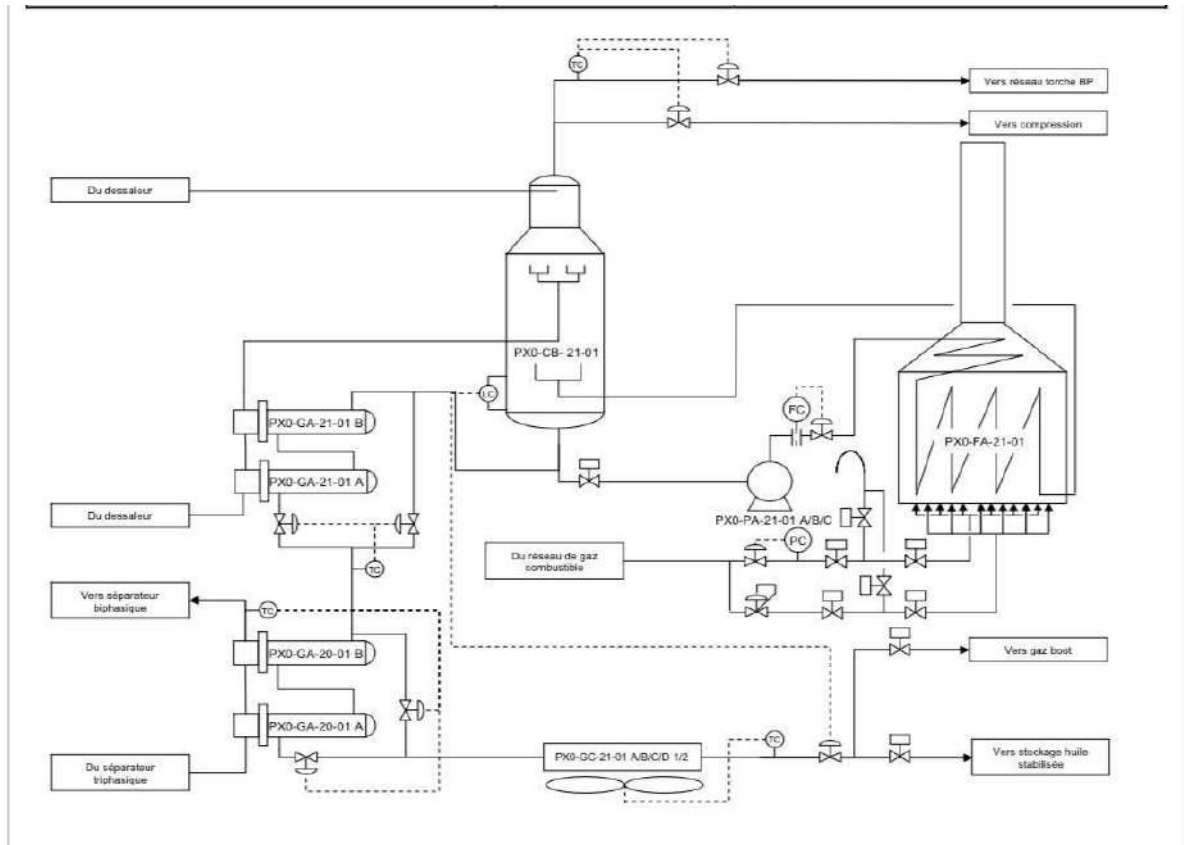 TC
Vers réseau torche BP
Vers compression
Du dessaleur
PX0-CB- 21-01
LC
PX0-GA-21-01 B
FC
PX0-FA-21-01
PX0-GA-21-01 A
Du dessaleur
PX0-PA-21-01 A/B/C
PC
Du réseau de gaz
combustible
TC
Vers séparateur
biphasique
TC
PX0-GA-20-01 B
Vers gaz boot
PX0-GA-20-01 A
TC
Du séparateur
triphasique
PX0-GC-21-01 A/B/C/D 1/2
Vers stockage huile
stabilisée